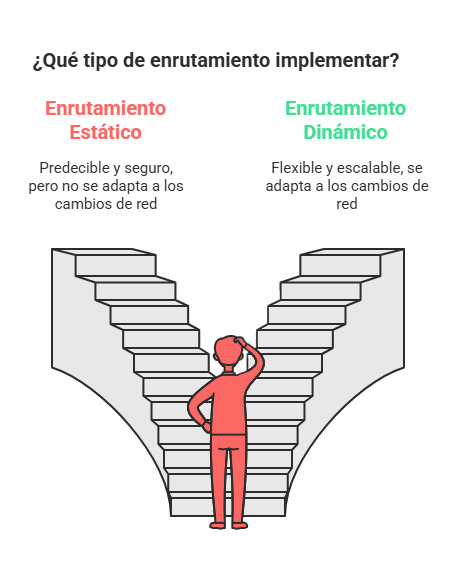 ¿Qué tipo de enrutamiento implementar?
Enrutamiento
Estático
Predecible y seguro,
pero no se adapta a los
cambios de red
Enrutamiento
Dinámico
Flexible y escalable, se
adapta a los cambios de
red